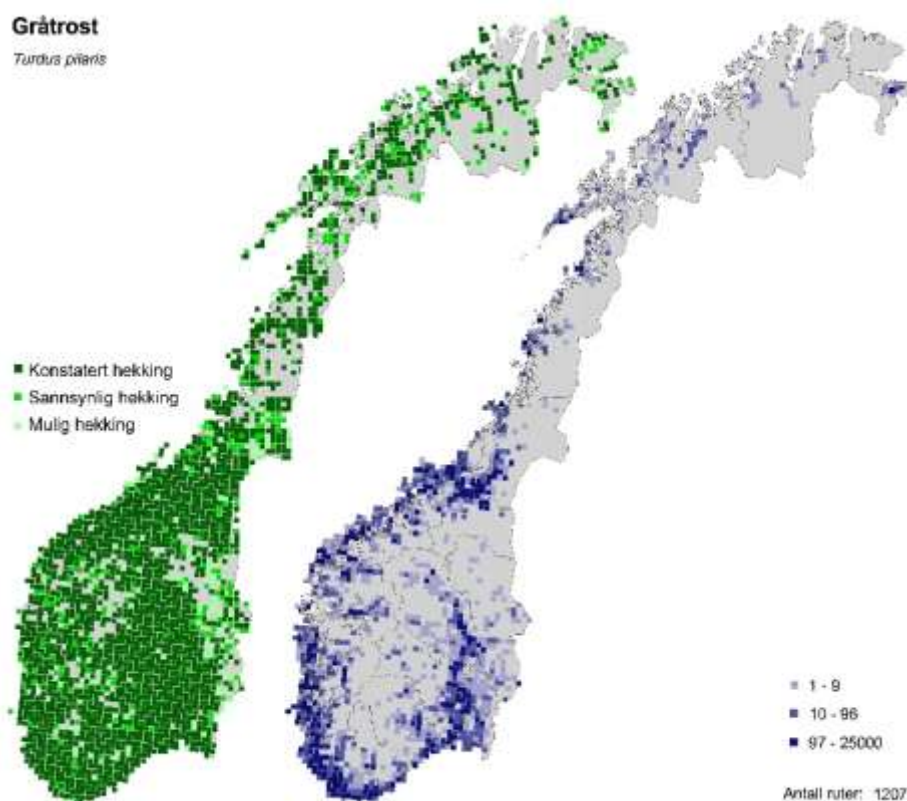 Gråtrost
Turdus pilaris
Konstatert hekking
Sannsynlig hekking
Mulig hekking
1 - 9
10 - 96
97 - 25000
Antall ruter: 1207